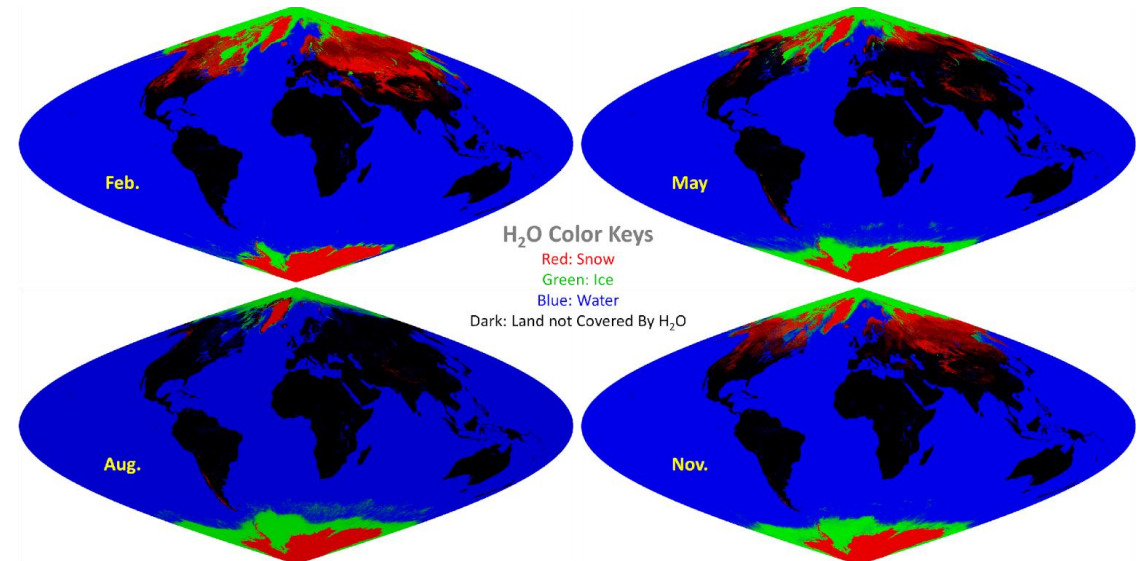 Feb.
May
H₂O Color Keys
Red: Snow
Green: Ice
Blue: Water
Dark: Land not Covered By H₂O
Aug.
Nov.